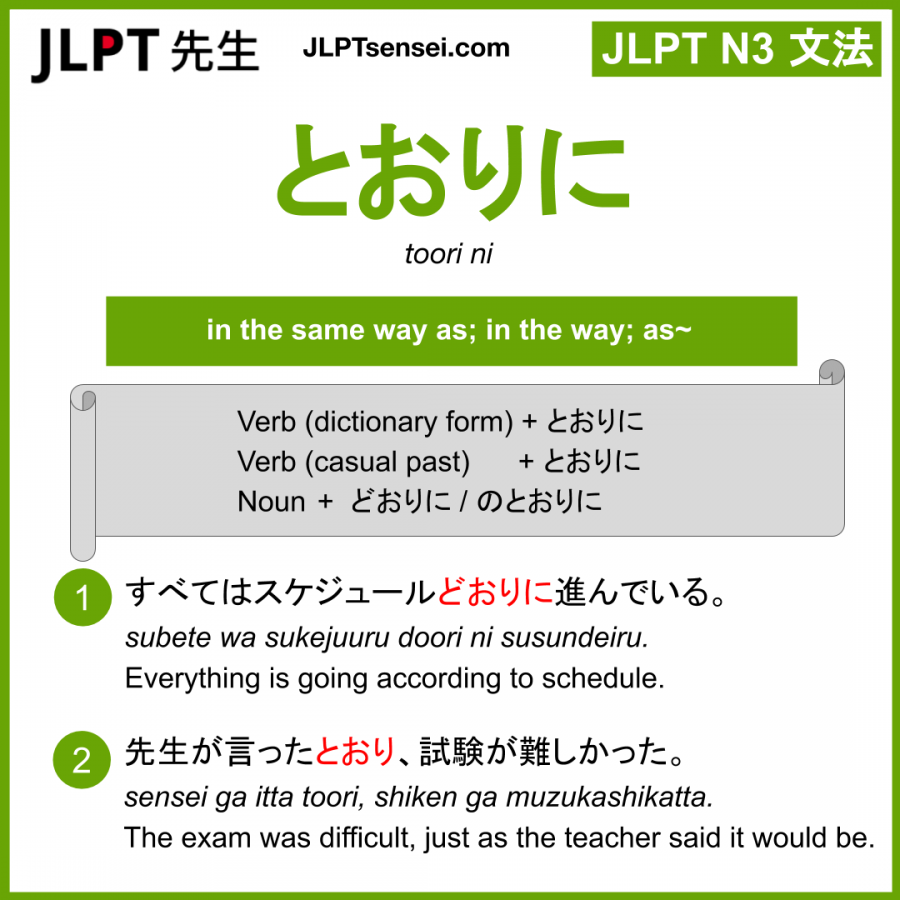 JLPT 先生
JLPTsensei.com
JLPT N3 文法
とおりに
toori ni
in the same way as; in the way; as~
Verb (dictionary form) + とおりに
Verb (casual past) + とおりに
Noun + どおりに / のとおりに
1 すべてはスケジュールどおりに進んでいる。
subete wa sukejuuru doori ni susundeiru.
Everything is going according to schedule.
2 先生が言ったとおり、試験が難しかった。
sensei ga itta toori, shiken ga muzukashikatta.
The exam was difficult, just as the teacher said it would be.